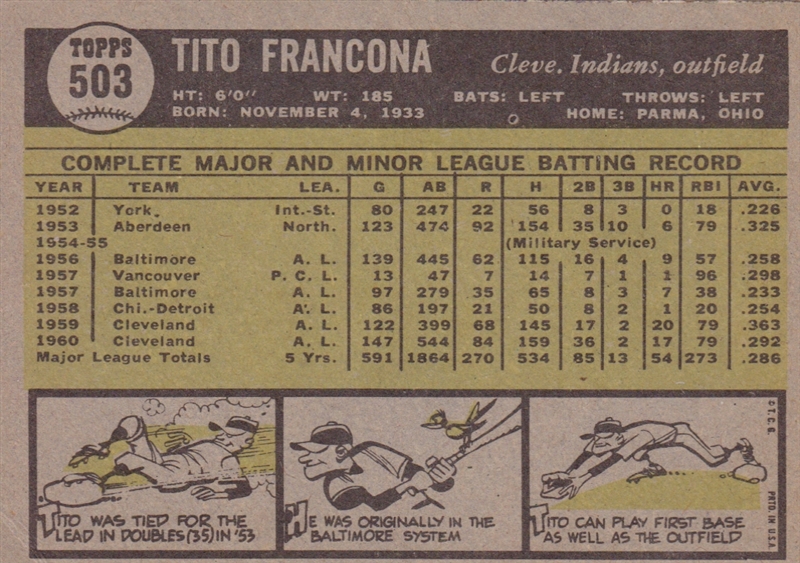 TOPPS
503
TITO FRANCONA
Cleve. Indians, outfield
HT: 6'0" WT: 185 BATS: LEFT THROWS: LEFT
BORN: NOVEMBER 4, 1933 HOME: PARMA, OHIO
COMPLETE MAJOR AND MINOR LEAGUE BATTING RECORD
YEAR TEAM LEA. G AB R H 2B 3B HR RBI AVG.
1952 York. Int.-St. 80 247 22 56 8 3 0 18 .226
1953 Aberdeen North. 123 474 92 154 35 10 6 79 .325
1954-55 (Military Service)
1956 Baltimore A. L. 139 445 62 115 16 4 9 57 .258
1957 Vancouver P. C. L. 13 47 7 14 7 1 1 96 .298
1957 Baltimore A. L. 97 279 35 65 8 3 7 38 .233
1958 Chi.-Detroit A. L. 86 197 21 50 8 2 1 20 .254
1959 Cleveland A. L. 122 399 68 145 17 2 20 79 .363
1960 Cleveland A. L. 147 544 84 159 36 2 17 79 .292
Major League Totals 5 Yrs. 591 1864 270 534 85 13 54 273 .286
TITO WAS TIED FOR THE
LEAD IN DOUBLES (35) IN '53
HE WAS ORIGINALLY IN THE
BALTIMORE SYSTEM
TITO CAN PLAY FIRST BASE
AS WELL AS THE OUTFIELD
© T. C. G. PRTD. IN U.S.A.